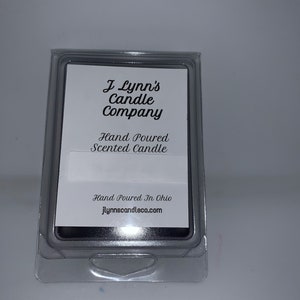 J Lynn's
Candle
Company
Hand Poured
Scented Candle
Hand Poured In Ohio
jlynnscandleco.com